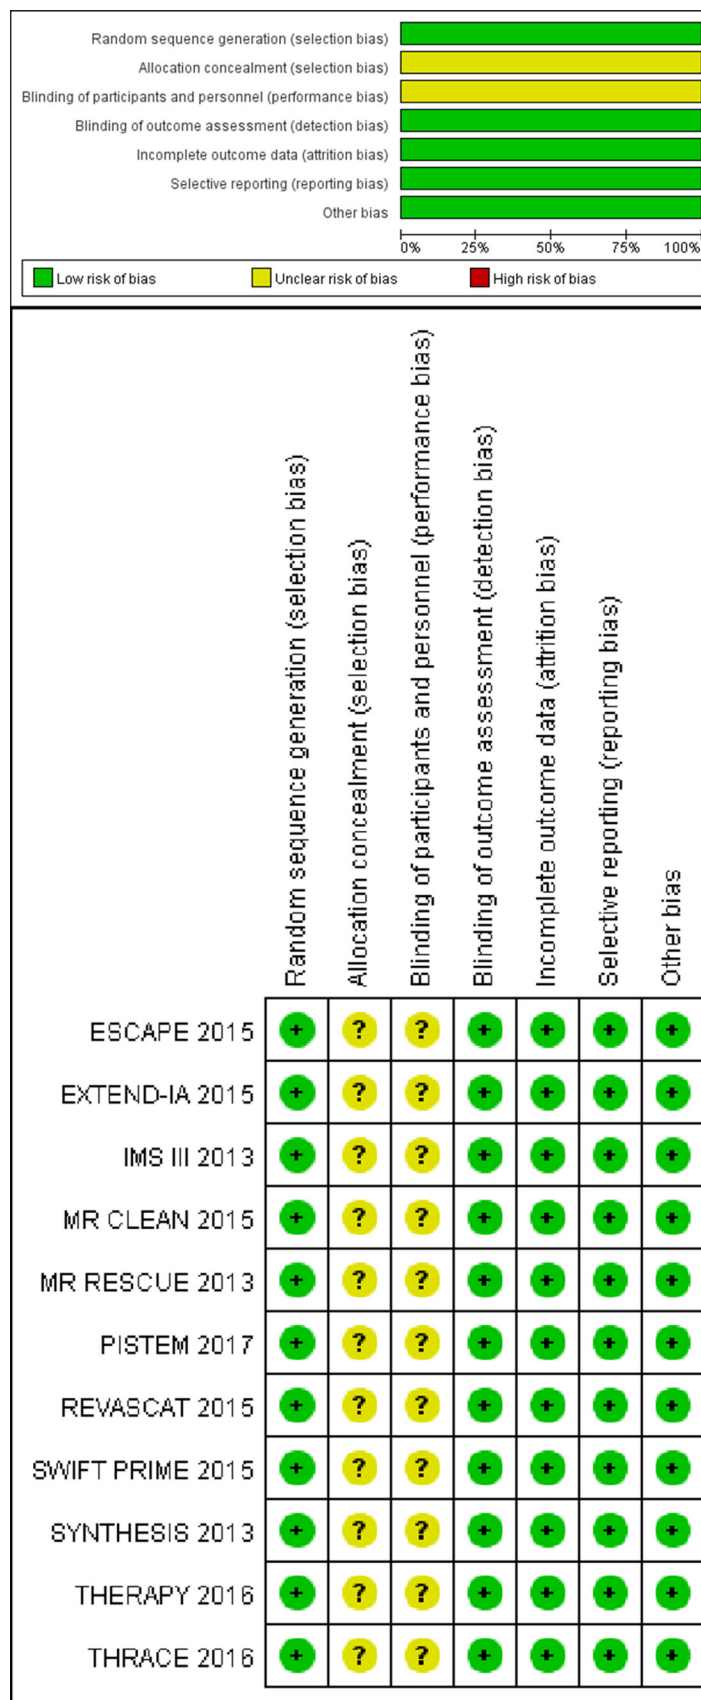 Random sequence generation (selection bias)
Allocation concealment (selection bias)
Blinding of participants and personnel (performance bias)
Blinding of outcome assessment (detection bias)
Incomplete outcome data (attrition bias)
Selective reporting (reporting bias)
Other bias
0% 25% 50% 75% 100%
Low risk of bias Unclear risk of bias High risk of bias
Random sequence generation (selection bias)
Allocation concealment (selection bias)
Blinding of participants and personnel (performance bias)
Blinding of outcome assessment (detection bias)
Incomplete outcome data (attrition bias)
Selective reporting (reporting bias)
Other bias
ESCAPE 2015 + ? ? + + + +
EXTEND-IA 2015 + ? ? + + + +
IMS III 2013 + ? ? + + + +
MR CLEAN 2015 + ? ? + + + +
MR RESCUE 2013 + ? ? + + + +
PISTEM 2017 + ? ? + + + +
REVASCAT 2015 + ? ? + + + +
SWIFT PRIME 2015 + ? ? + + + +
SYNTHESIS 2013 + ? ? + + + +
THERAPY 2016 + ? ? + + + +
THRACE 2016 + ? ? + + + +